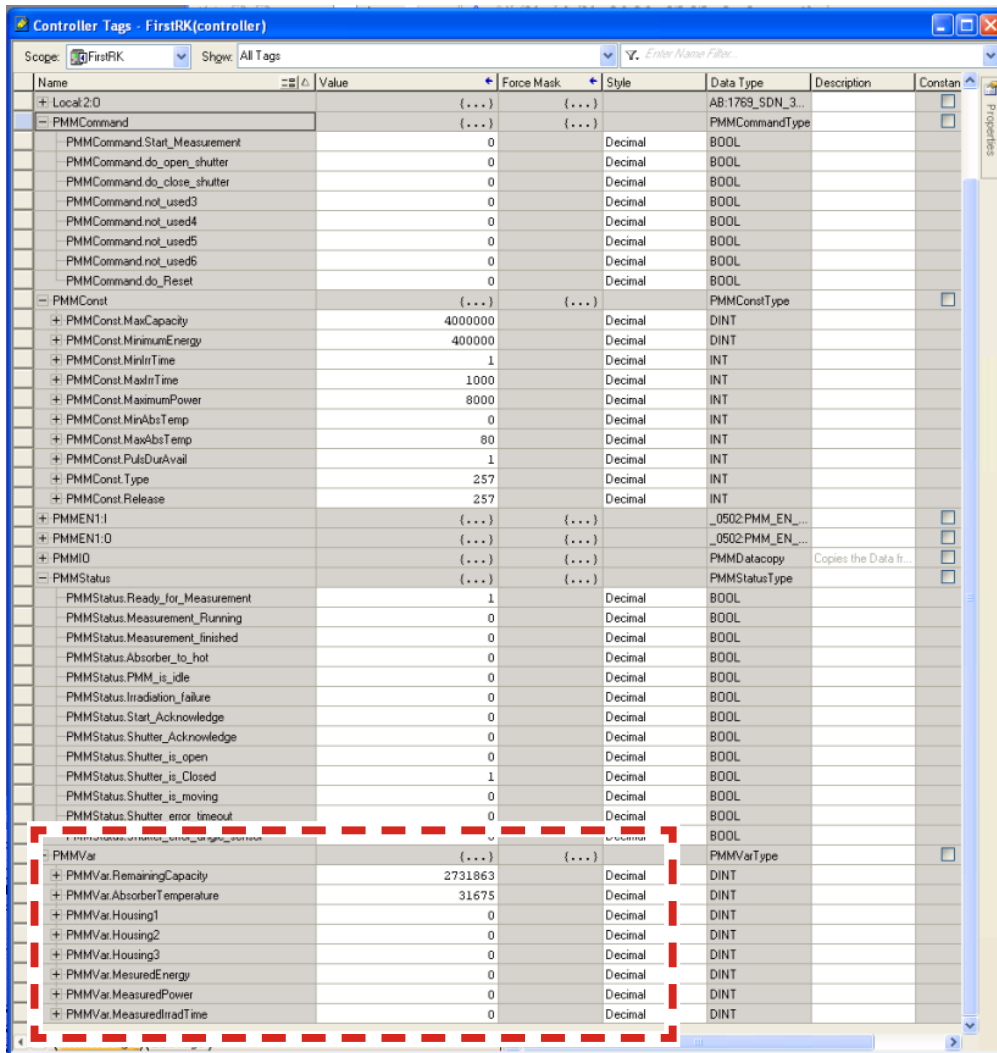 Controller Tags - FirstRK(controller)
Scope: FirstRK Show: All Tags Enter Name Filter...
Name Value Force Mask Style Data Type Description Constan
Local:2:O {...} {...} AB:1769_SDN_3...
PMMCommand {...} {...} PMMCommandType
PMMCommand.Start_Measurement 0 Decimal BOOL
PMMCommand.do_open_shutter 0 Decimal BOOL
PMMCommand.do_close_shutter 0 Decimal BOOL
PMMCommand.not_used3 0 Decimal BOOL
PMMCommand.not_used4 0 Decimal BOOL
PMMCommand.not_used5 0 Decimal BOOL
PMMCommand.not_used6 0 Decimal BOOL
PMMCommand.do_Reset 0 Decimal BOOL
PMMConst {...} {...} PMMConstType
PMMConst.MaxCapacity 4000000 Decimal DINT
PMMConst.MinimumEnergy 400000 Decimal DINT
PMMConst.MinIrrTime 1 Decimal INT
PMMConst.MaxIrrTime 1000 Decimal INT
PMMConst.MaximumPower 8000 Decimal INT
PMMConst.MinAbsTemp 0 Decimal INT
PMMConst.MaxAbsTemp 80 Decimal INT
PMMConst.PulsDurAvail 1 Decimal INT
PMMConst.Type 257 Decimal INT
PMMConst.Release 257 Decimal INT
PMMEN1:I {...} {...} _0502:PMM_EN_...
PMMEN1:O {...} {...} _0502:PMM_EN_...
PMMIO {...} {...} PMMDatacopy Copies the Data fr...
PMMStatus {...} {...} PMMStatusType
PMMStatus.Ready_for_Measurement 1 Decimal BOOL
PMMStatus.Measurement_Running 0 Decimal BOOL
PMMStatus.Measurement_finished 0 Decimal BOOL
PMMStatus.Absorber_to_hot 0 Decimal BOOL
PMMStatus.PMM_is_idle 0 Decimal BOOL
PMMStatus.Irradiation_failure 0 Decimal BOOL
PMMStatus.Start_Acknowledge 0 Decimal BOOL
PMMStatus.Shutter_Acknowledge 0 Decimal BOOL
PMMStatus.Shutter_is_open 0 Decimal BOOL
PMMStatus.Shutter_is_Closed 1 Decimal BOOL
PMMStatus.Shutter_is_moving 0 Decimal BOOL
PMMStatus.Shutter_error_timeout 0 Decimal BOOL
PMMStatus.Shutter_error_angle_sensor 0 Decimal BOOL
PMMVar {...} {...} PMMVarType
PMMVar.RemainingCapacity 2731863 Decimal DINT
PMMVar.AbsorberTemperature 31675 Decimal DINT
PMMVar.Housing1 0 Decimal DINT
PMMVar.Housing2 0 Decimal DINT
PMMVar.Housing3 0 Decimal DINT
PMMVar.MesuredEnergy 0 Decimal DINT
PMMVar.MeasuredPower 0 Decimal DINT
PMMVar.MeasuredIrradTime 0 Decimal DINT
Properties